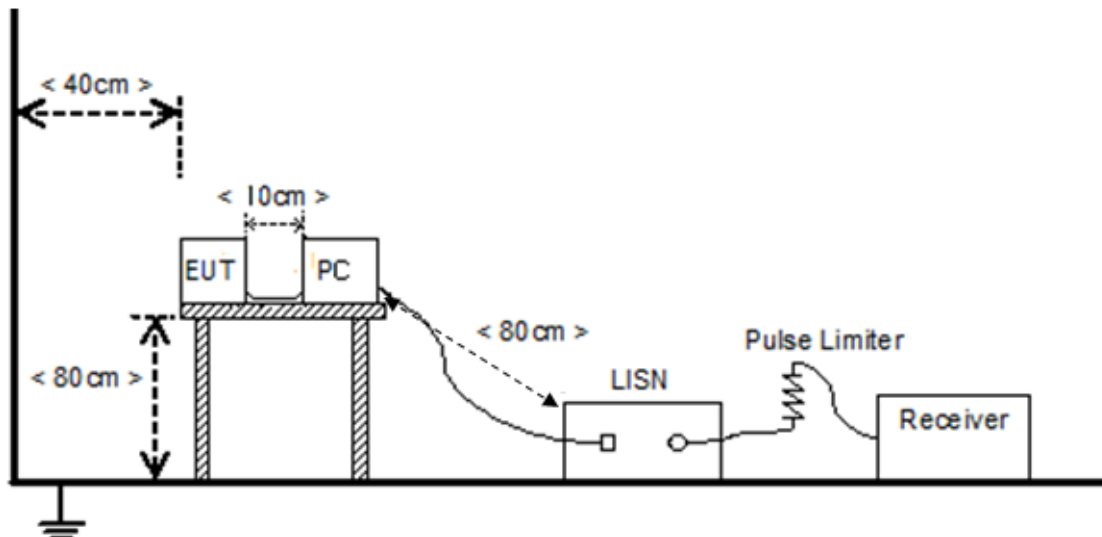 < 40cm >
< 10cm >
EUT
PC
< 80cm >
< 80cm >
Pulse Limiter
LISN
Receiver